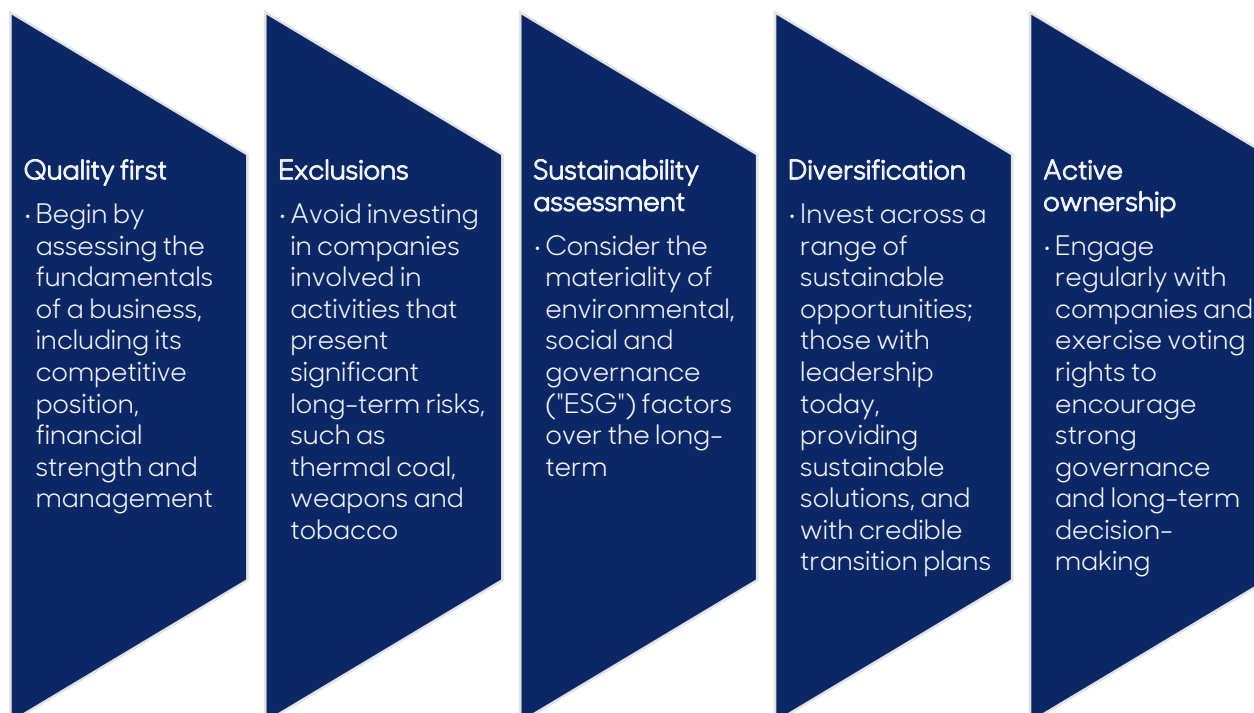 Quality first
· Begin by
assessing the
fundamentals
of a business,
including its
competitive
position,
financial
strength and
management
Exclusions
· Avoid investing
in companies
involved in
activities that
present
significant
long-term risks,
such as
thermal coal,
weapons and
tobacco
Sustainability
assessment
· Consider the
materiality of
environmental,
social and
governance
("ESG") factors
over the long-
term
Diversification
· Invest across a
range of
sustainable
opportunities;
those with
leadership
today,
providing
sustainable
solutions, and
with credible
transition plans
Active
ownership
· Engage
regularly with
companies and
exercise voting
rights to
encourage
strong
governance
and long-term
decision-
making